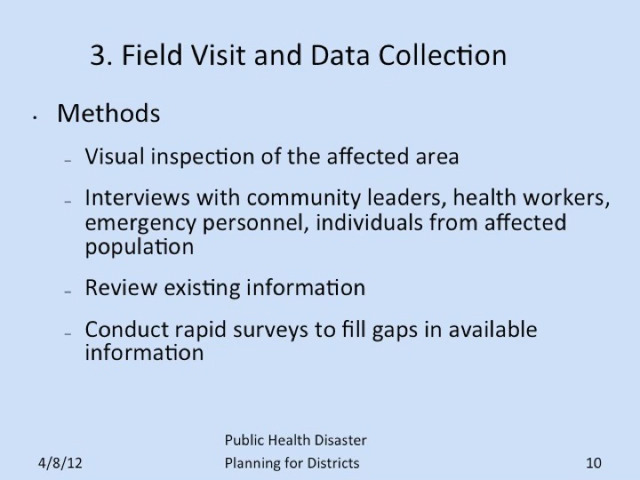 3. Field Visit and Data Collection
• Methods
– Visual inspection of the affected area
– Interviews with community leaders, health workers,
emergency personnel, individuals from affected
population
– Review existing information
– Conduct rapid surveys to fill gaps in available
information
Public Health Disaster
4/8/12 Planning for Districts 10